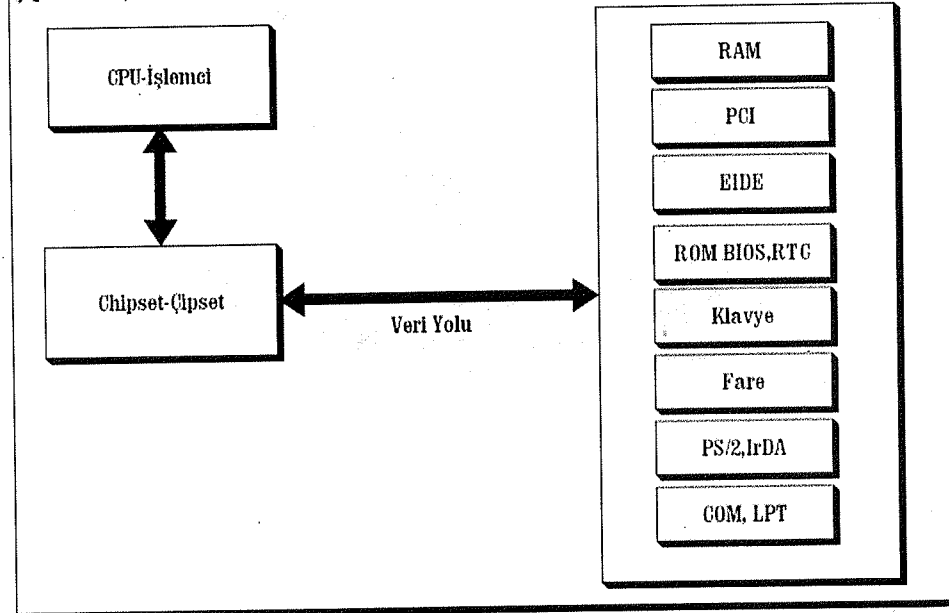 CPU-İşlemci
Chipset-Çipset
Veri Yolu
RAM
PCI
EIDE
ROM BIOS,RTC
Klavye
Fare
PS/2,IrDA
COM, LPT